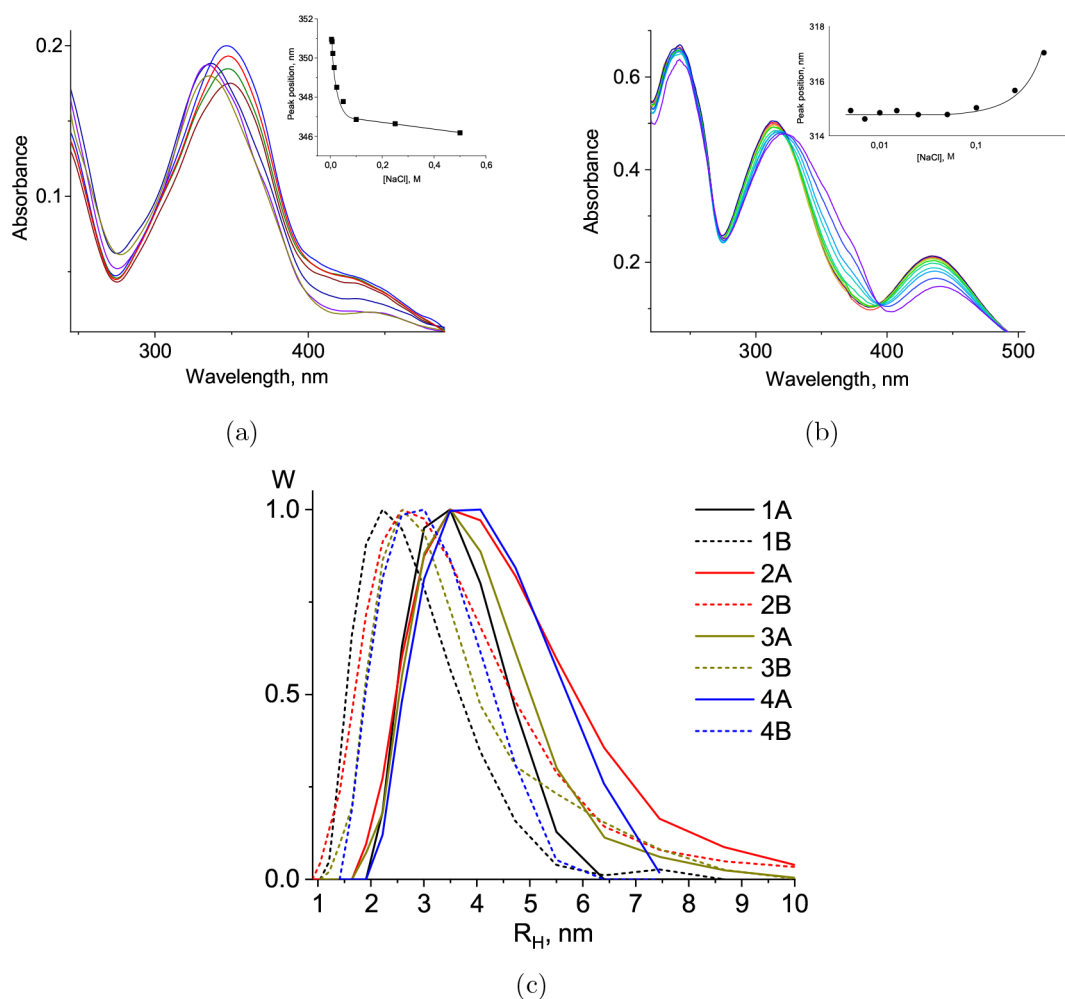 0.2
0.1
Absorbance
300
400
Wavelength, nm
352
351
350
348
346
Peak position, nm
0,0
0,2
0,4
0,6
[NaCl], M
(a)
0.6
0.4
0.2
Absorbance
300
400
500
Wavelength, nm
318
316
314
Peak position, nm
0,01
0,1
[NaCl], M
(b)
W
1.0
0.5
0.0
1 2 3 4 5 6 7 8 9 10
R_H, nm
1A
1B
2A
2B
3A
3B
4A
4B
(c)